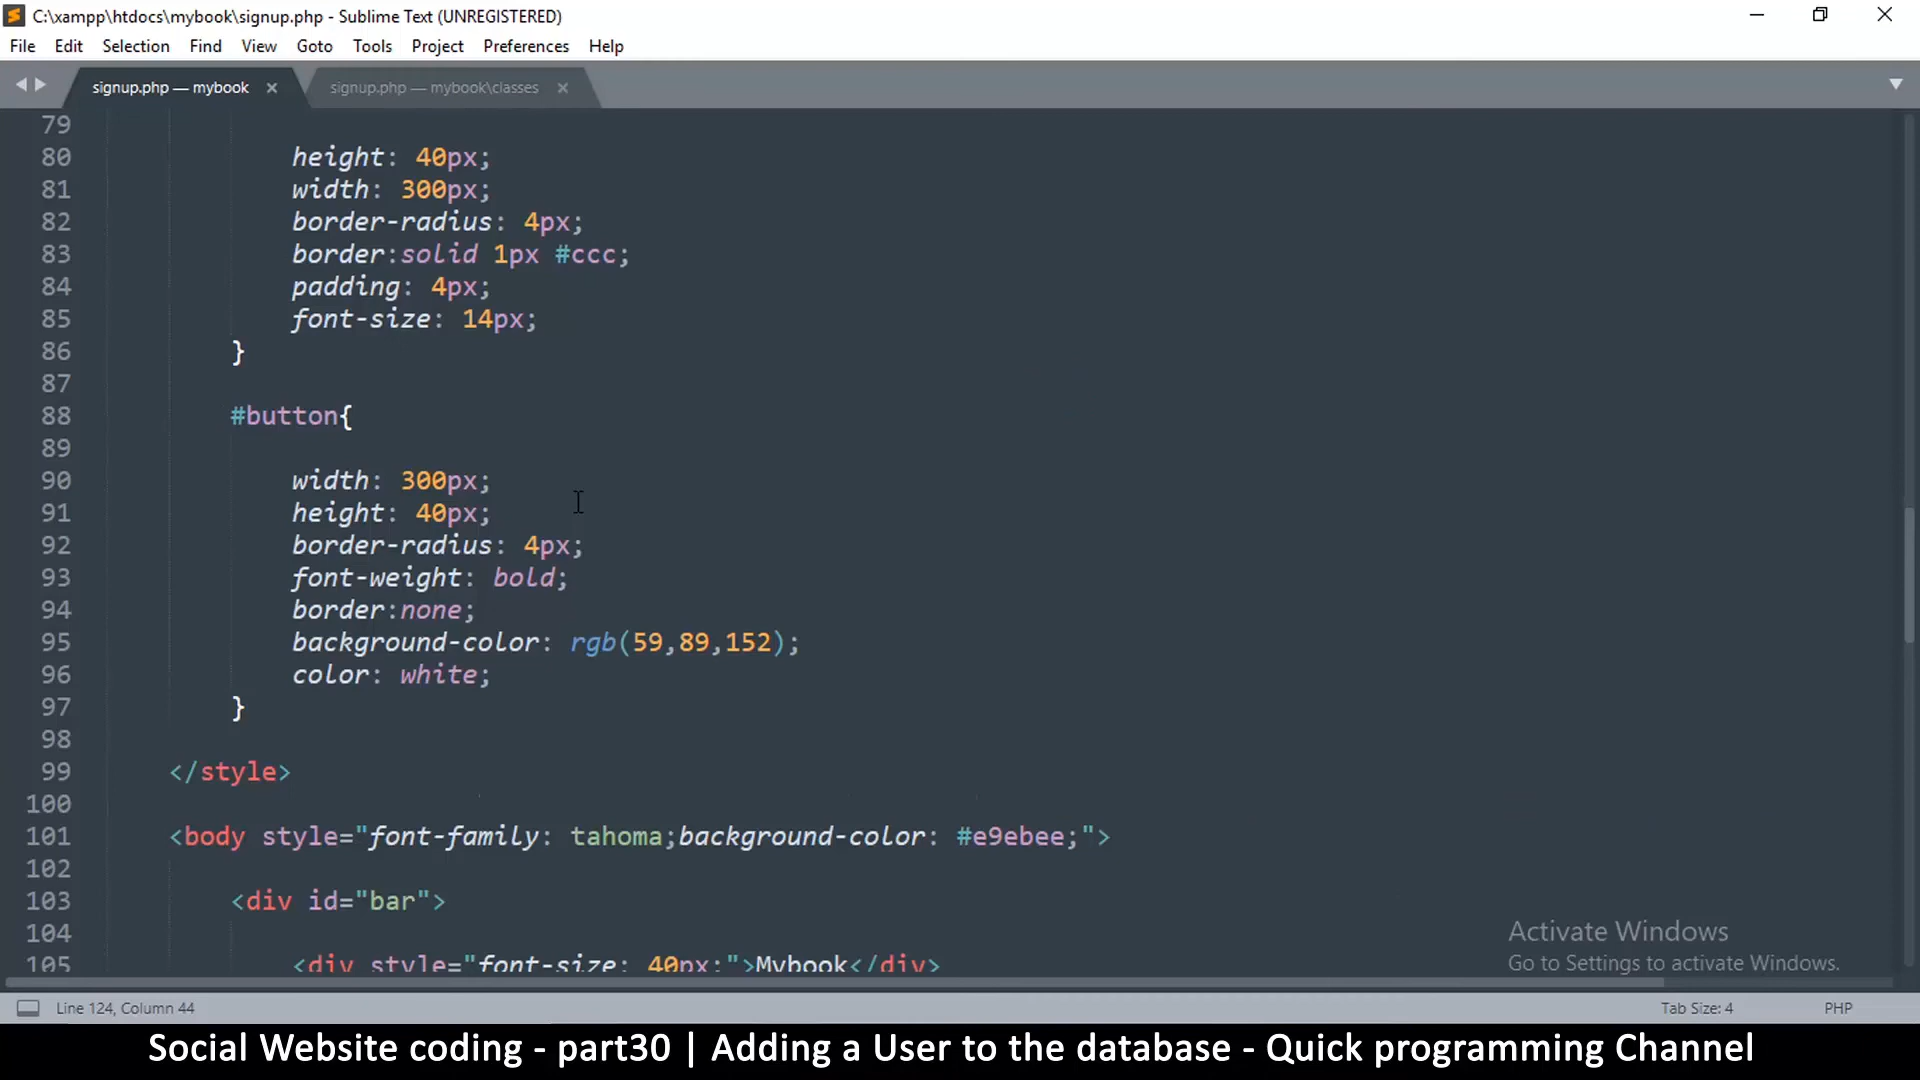 C:\xampp\htdocs\mybook\signup.php - Sublime Text (UNREGISTERED)
File Edit Selection Find View Goto Tools Project Preferences Help
signup.php — mybook signup.php — mybook\classes
79
80 height: 40px;
81 width: 300px;
82 border-radius: 4px;
83 border:solid 1px #ccc;
84 padding: 4px;
85 font-size: 14px;
86 }
87
88 #button{
89
90 width: 300px;
91 height: 40px;
92 border-radius: 4px;
93 font-weight: bold;
94 border:none;
95 background-color: rgb(59,89,152);
96 color: white;
97 }
98
99 </style>
100
101 <body style="font-family: tahoma;background-color: #e9ebee;">
102
103 <div id="bar">
104
105 <div style="font-size: 40px;">Mybook</div>
Activate Windows
Go to Settings to activate Windows.
Line 124, Column 44 Tab Size: 4 PHP
Social Website coding - part30 | Adding a User to the database - Quick programming Channel